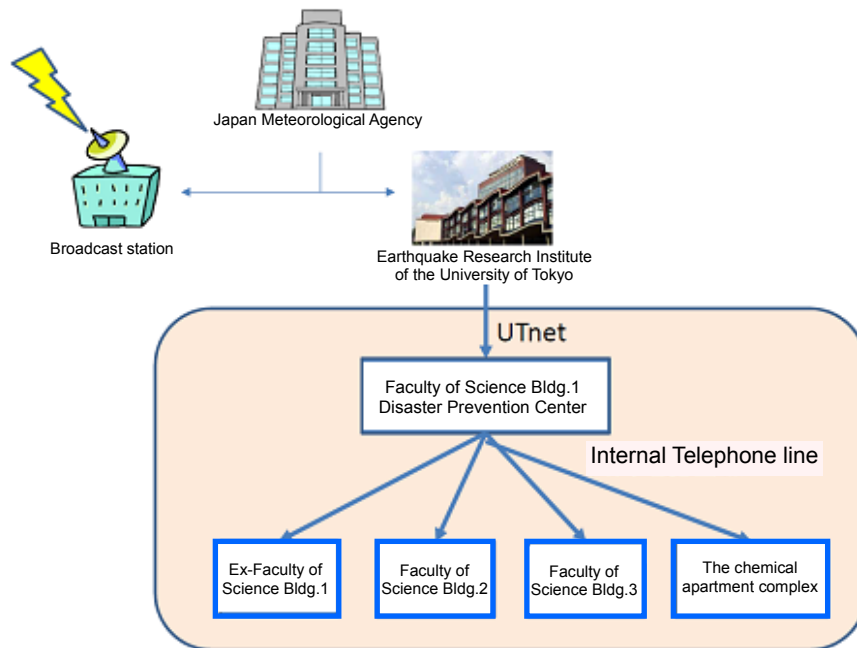 Japan Meteorological Agency
Broadcast station
Earthquake Research Institute
of the University of Tokyo
UTnet
Faculty of Science Bldg.1
Disaster Prevention Center
Internal Telephone line
Ex-Faculty of
Science Bldg.1
Faculty of
Science Bldg.2
Faculty of
Science Bldg.3
The chemical
apartment complex